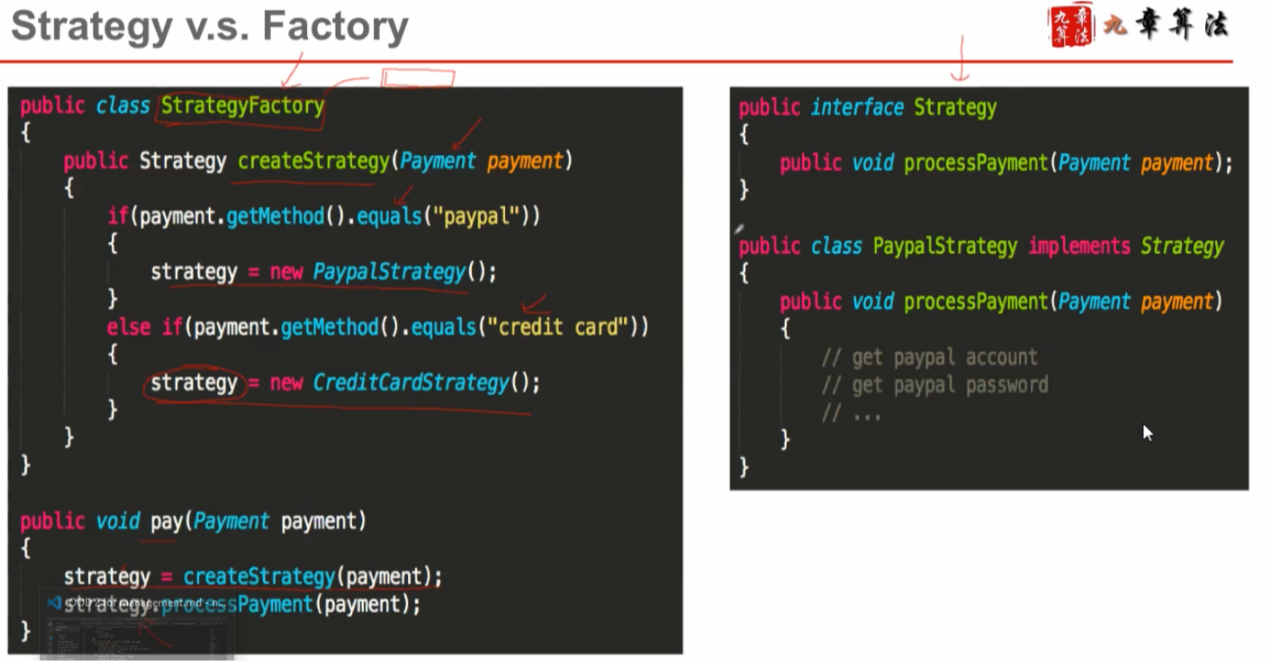 Strategy v.s. Factory
九章算法
九章算法
public class StrategyFactory
{
public Strategy createStrategy(Payment payment)
{
if(payment.getMethod().equals("paypal"))
{
strategy = new PaypalStrategy();
}
else if(payment.getMethod().equals("credit card"))
{
strategy = new CreditCardStrategy();
}
}
}
public void pay(Payment payment)
{
strategy = createStrategy(payment);
strategy.processPayment(payment);
}
public interface Strategy
{
public void processPayment(Payment payment);
}
public class PaypalStrategy implements Strategy
{
public void processPayment(Payment payment)
{
// get paypal account
// get paypal password
// ...
}
}